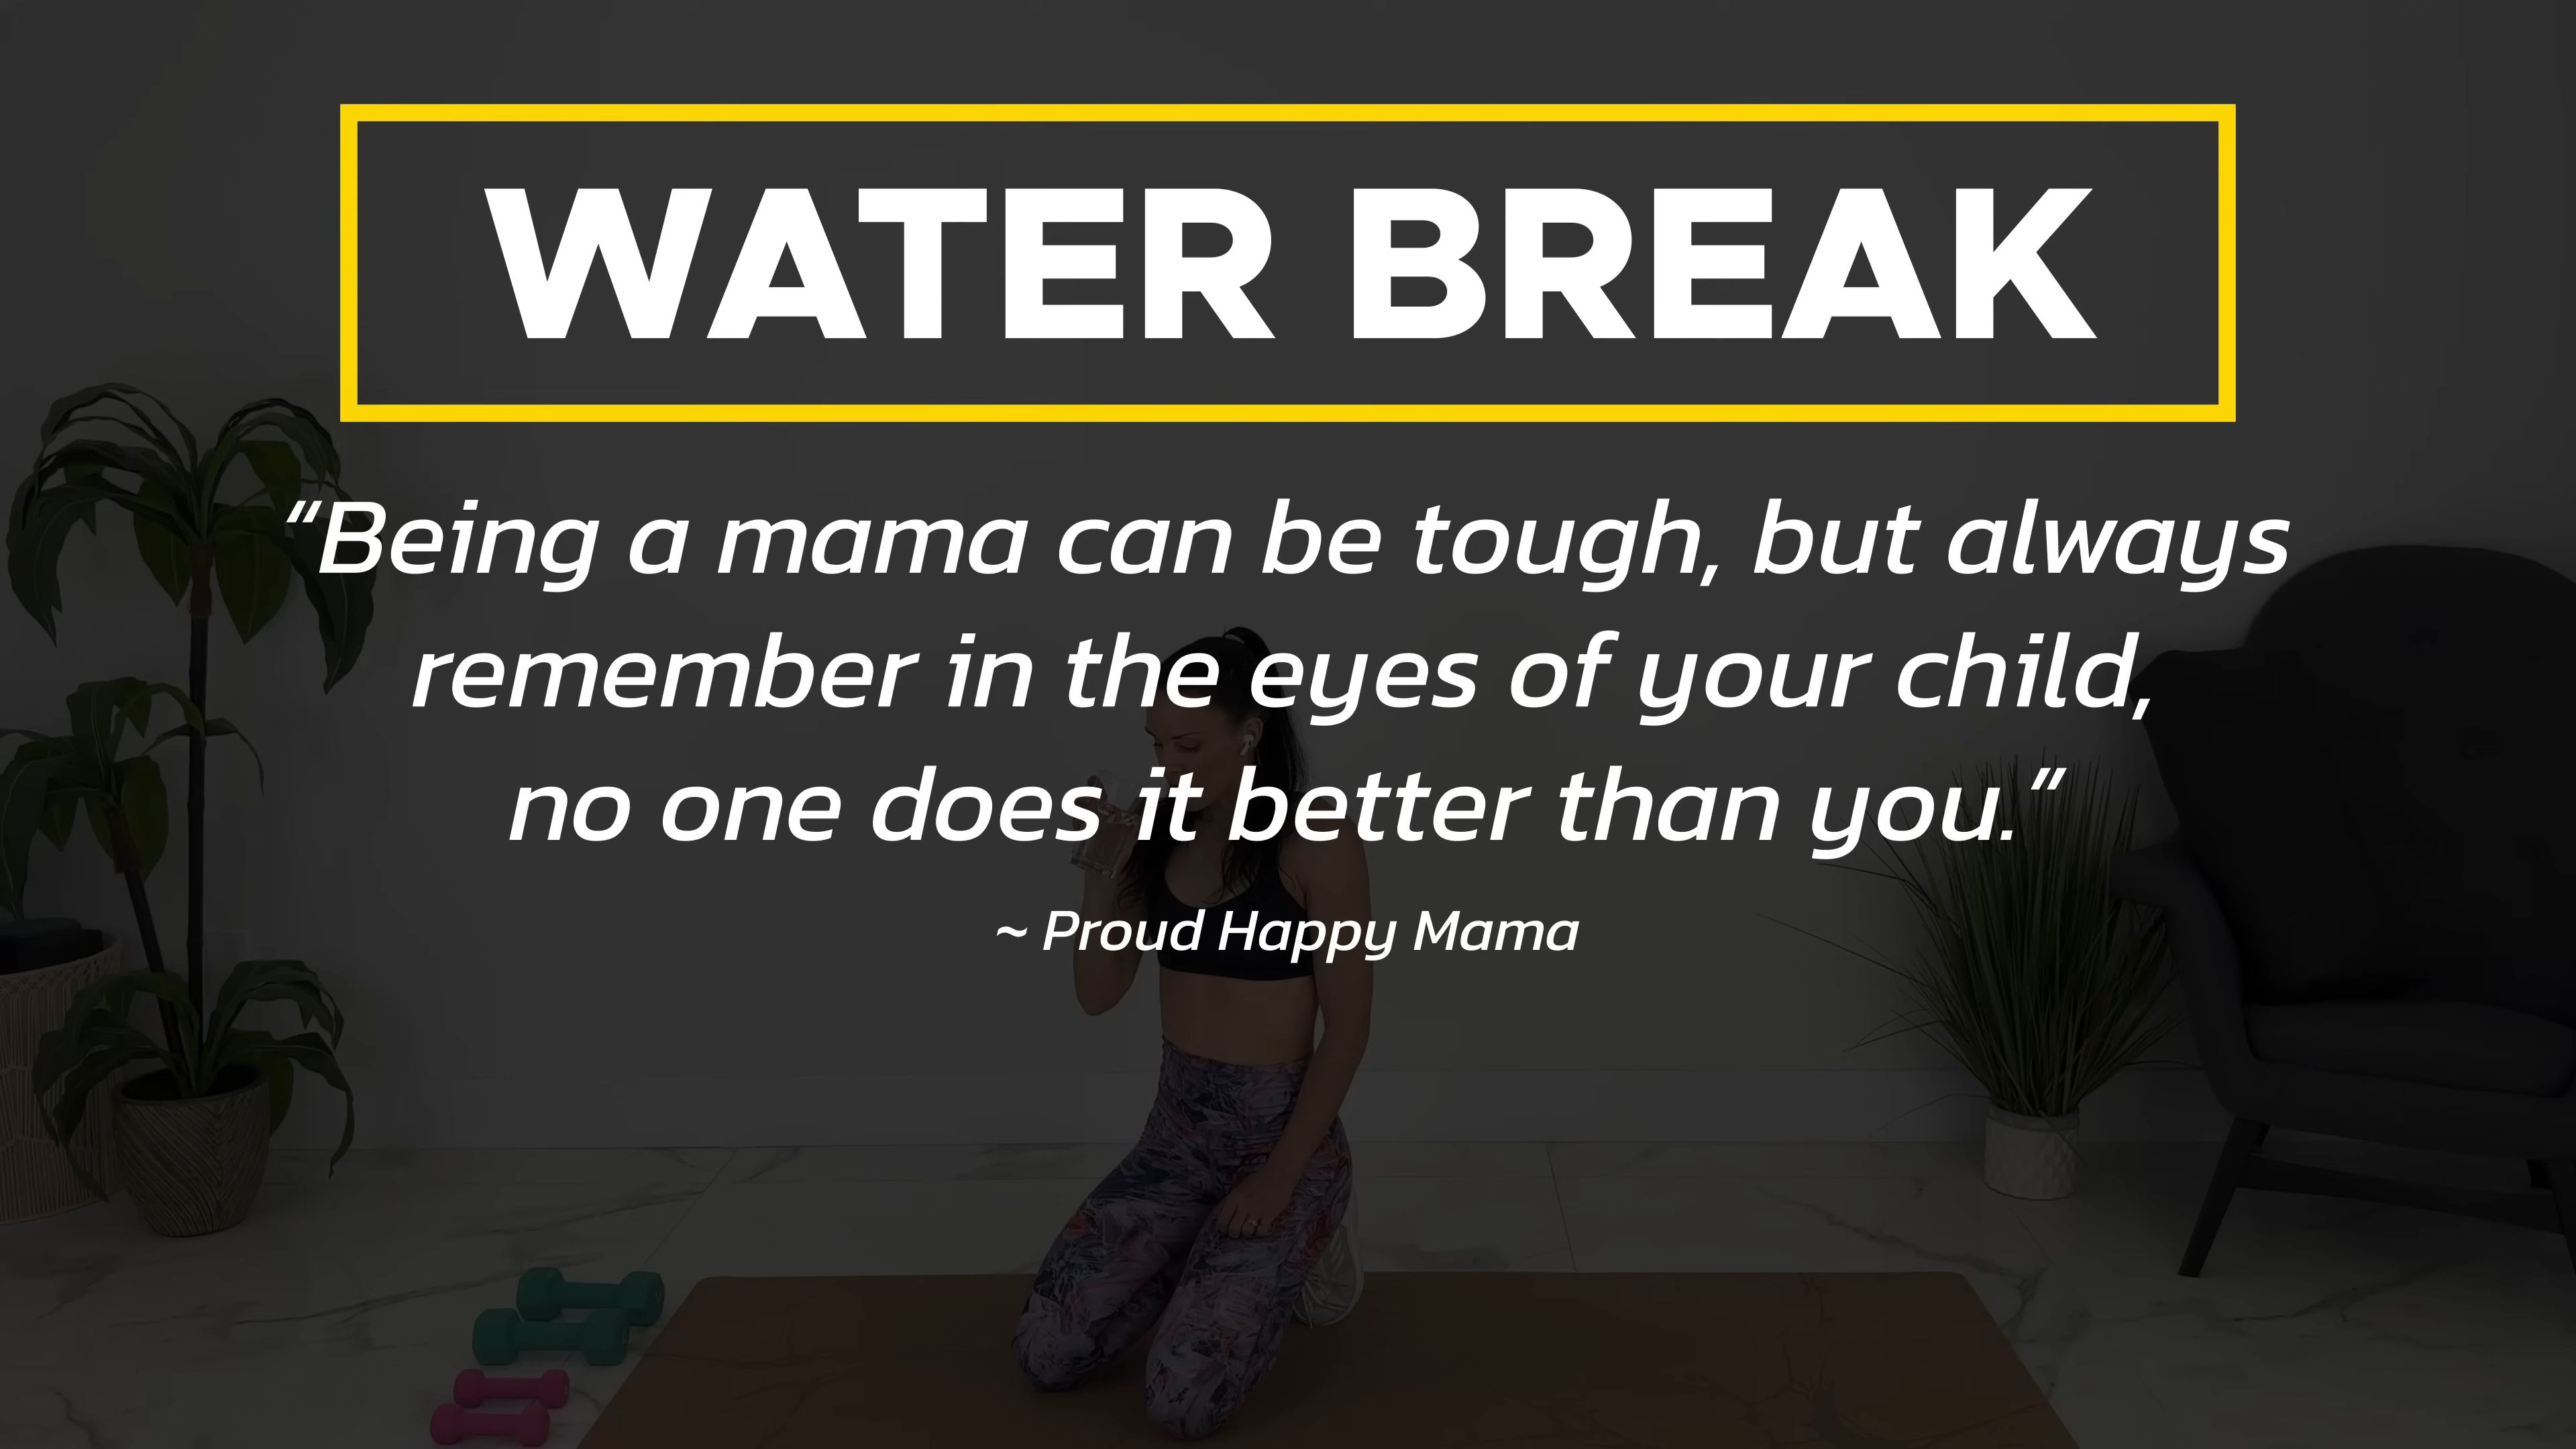 WATER BREAK
“Being a mama can be tough, but always
remember in the eyes of your child,
no one does it better than you.”
~ Proud Happy Mama